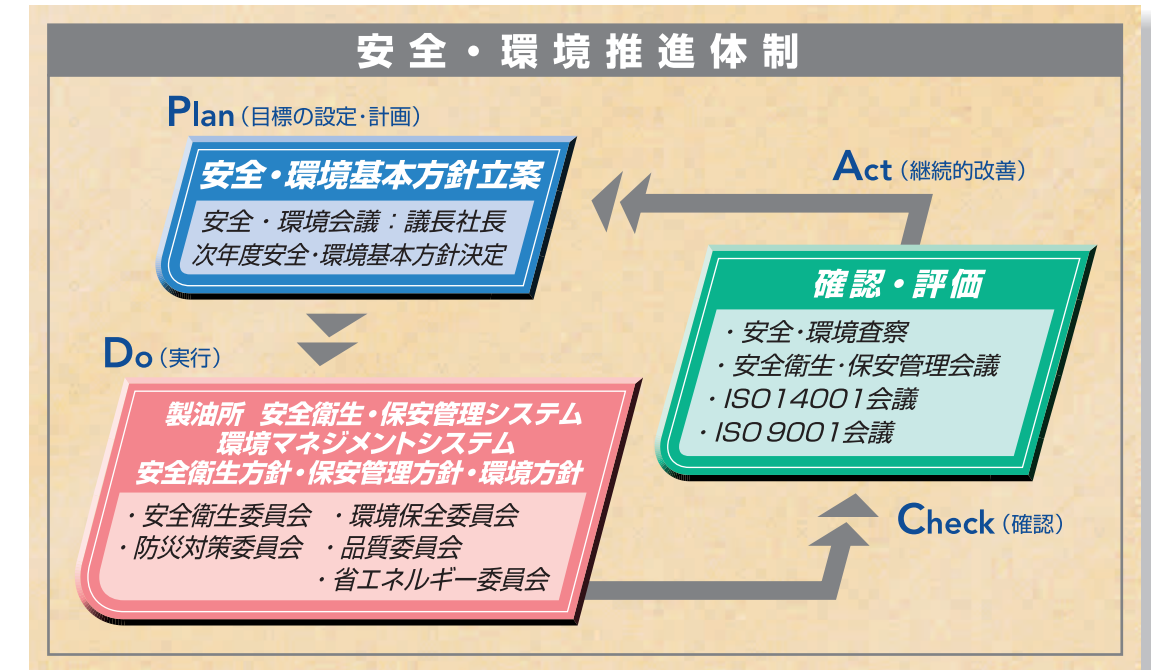 安全・環境推進体制
Plan（目標の設定・計画）
安全・環境基本方針立案
安全・環境会議：議長社長
次年度安全・環境基本方針決定
Do（実行）
製油所 安全衛生・保安管理システム
環境マネジメントシステム
安全衛生方針・保安管理方針・環境方針
・安全衛生委員会 ・環境保全委員会
・防災対策委員会 ・品質委員会
・省エネルギー委員会
Check（確認）
確認・評価
・安全・環境査察
・安全衛生・保安管理会議
・ISO14001会議
・ISO9001会議
Act（継続的改善）